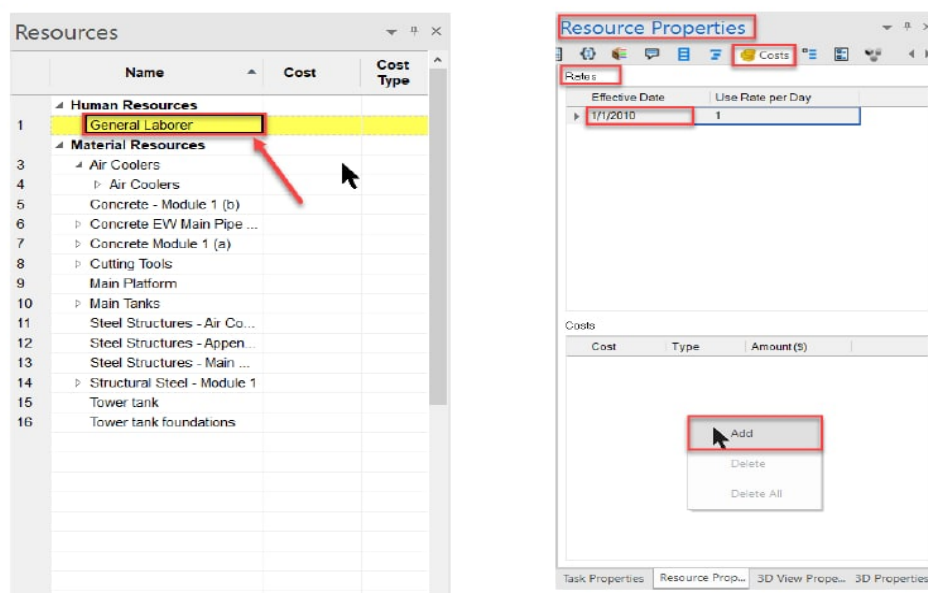 Resources
Name Cost Cost Type
Human Resources
1 General Laborer
Material Resources
3 Air Coolers
4 Air Coolers
5 Concrete - Module 1 (b)
6 Concrete EW Main Pipe ...
7 Concrete Module 1 (a)
8 Cutting Tools
9 Main Platform
10 Main Tanks
11 Steel Structures - Air Co...
12 Steel Structures - Appen...
13 Steel Structures - Main ...
14 Structural Steel - Module 1
15 Tower tank
16 Tower tank foundations
Resource Properties
Costs
Rates
Effective Date Use Rate per Day
1/1/2010 1
Costs
Cost Type Amount($)
Add
Delete
Delete All
Task Properties Resource Prop... 3D View Prope... 3D Properties